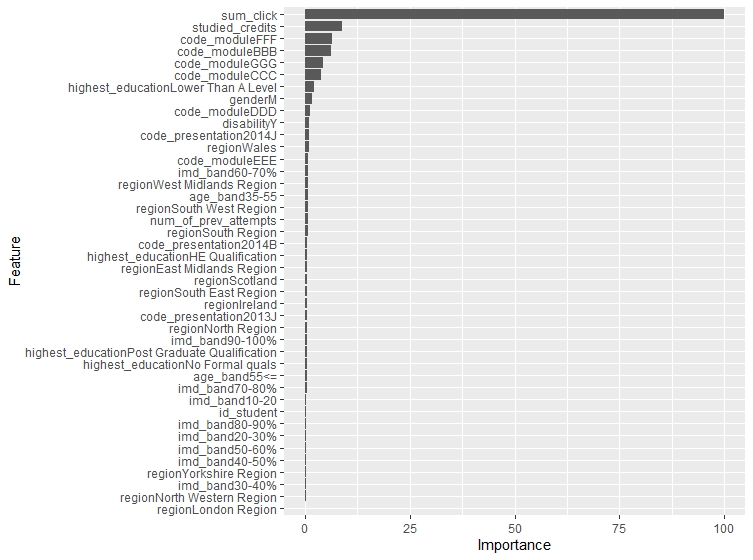 sum_click
studied_credits
code_moduleFFF
code_moduleBBB
code_moduleGGG
code_moduleCCC
highest_educationLower Than A Level
genderM
code_moduleDDD
disabilityY
code_presentation2014J
regionWales
code_moduleEEE
imd_band60-70%
regionWest Midlands Region
age_band35-55
regionSouth West Region
num_of_prev_attempts
regionSouth Region
code_presentation2014B
highest_educationHE Qualification
regionEast Midlands Region
regionScotland
regionSouth East Region
regionIreland
code_presentation2013J
regionNorth Region
imd_band90-100%
highest_educationPost Graduate Qualification
highest_educationNo Formal quals
age_band55<=
imd_band70-80%
imd_band10-20
id_student
imd_band80-90%
imd_band20-30%
imd_band50-60%
imd_band40-50%
regionYorkshire Region
imd_band30-40%
regionNorth Western Region
regionLondon Region
Feature
0 25 50 75 100
Importance